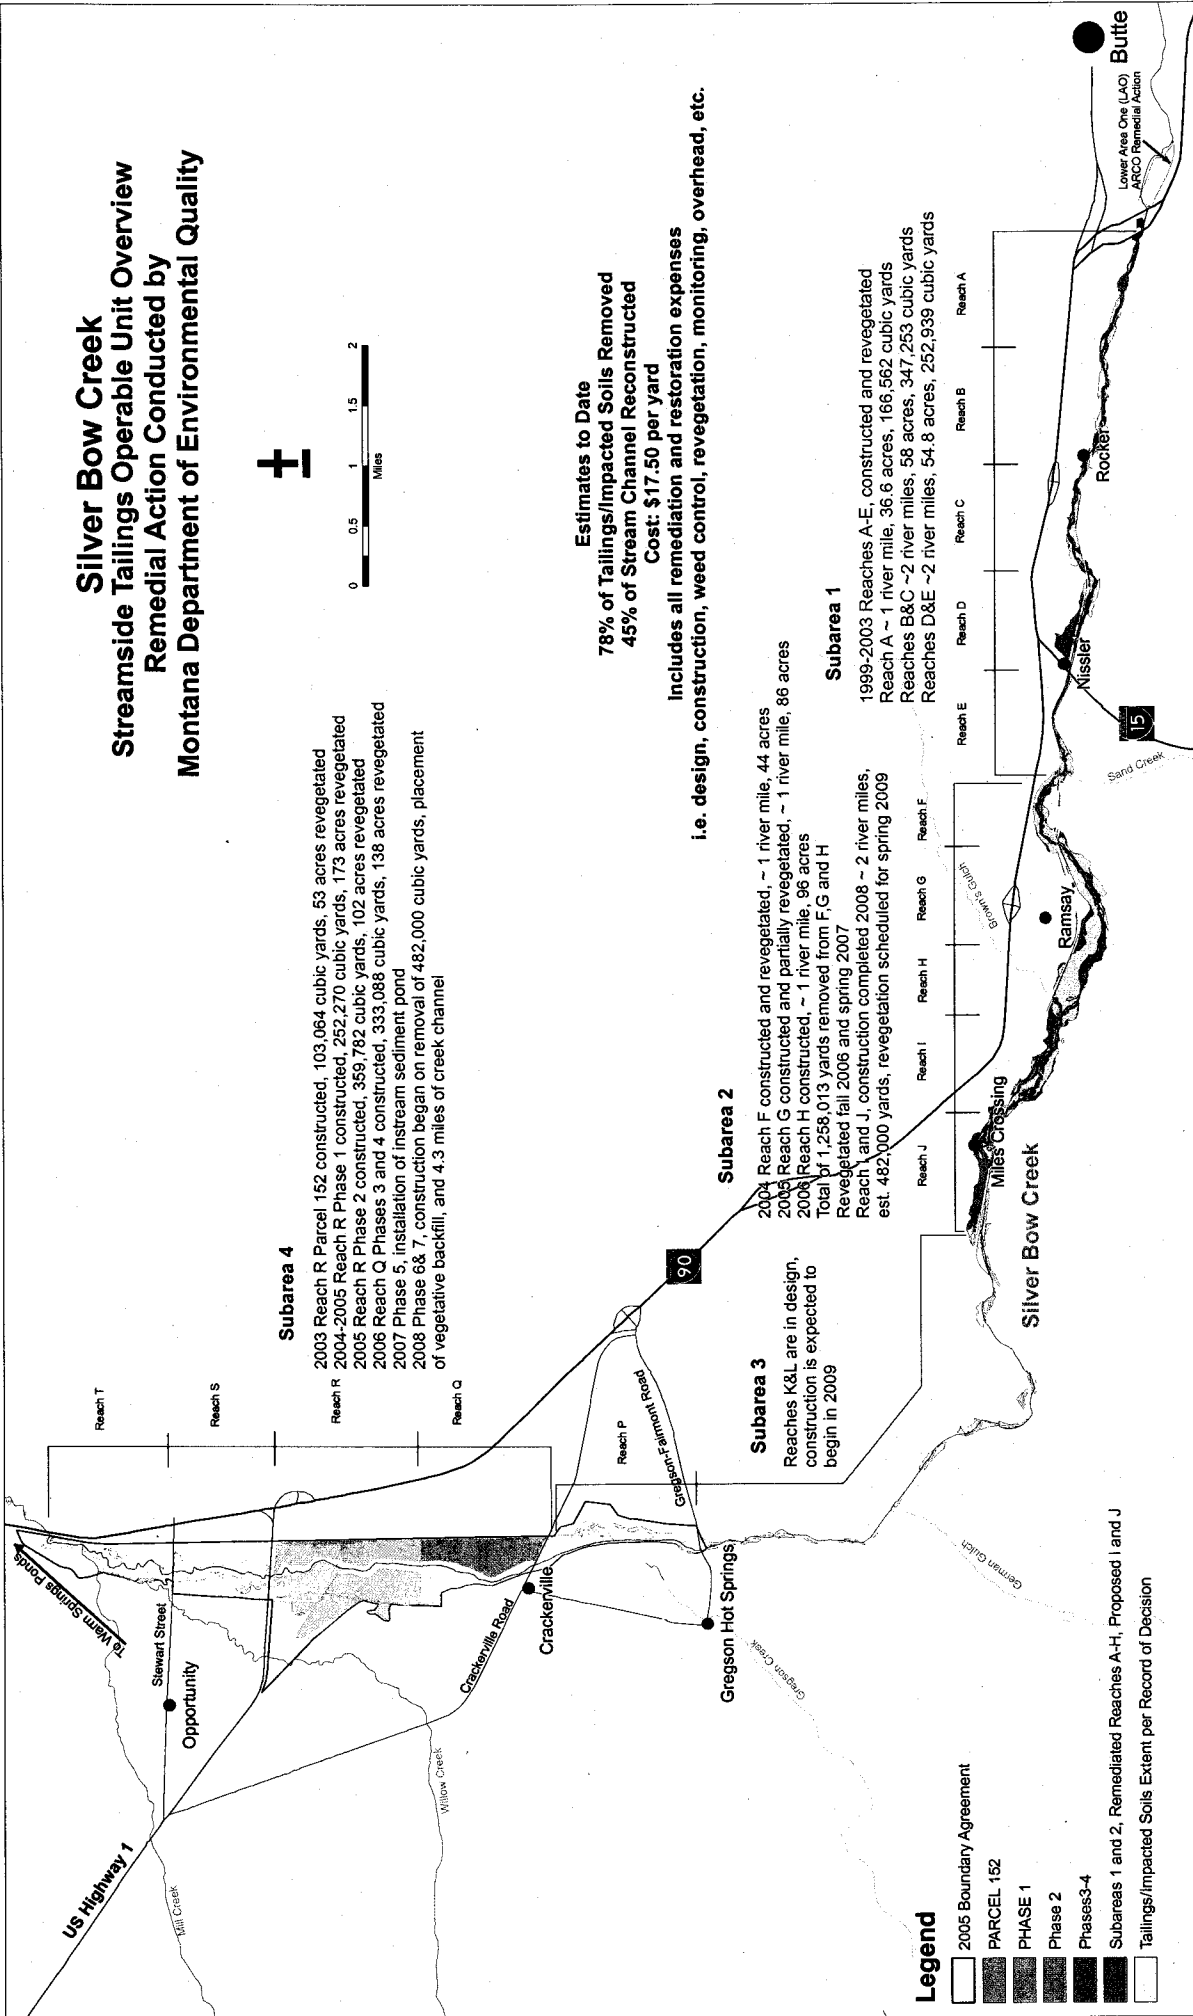 Silver Bow Creek
Streamside Tailings Operable Unit Overview
Remedial Action Conducted by
Montana Department of Environmental Quality
0 0.5 1 1.5 2
Miles
Estimates to Date
78% of Tailings/Impacted Soils Removed
45% of Stream Channel Reconstructed
Cost: $17.50 per yard
Includes all remediation and restoration expenses
i.e. design, construction, weed control, revegetation, monitoring, overhead, etc.
Subarea 4
2003 Reach R Parcel 152 constructed, 103,064 cubic yards, 53 acres revegetated
2004-2005 Reach R Phase 1 constructed, 252,270 cubic yards, 173 acres revegetated
2005 Reach R Phase 2 constructed, 359,782 cubic yards, 102 acres revegetated
2006 Reach Q Phases 3 and 4 constructed, 333,088 cubic yards, 138 acres revegetated
2007 Phase 5, installation of instream sediment pond
2008 Phase 6& 7, construction began on removal of 482,000 cubic yards, placement
of vegetative backfill, and 4.3 miles of creek channel
Reach T
Reach S
Reach R
Reach Q
Reach P
US Highway 1
To Warm Springs Ponds
Stewart Street
Opportunity
Mill Creek
Willow Creek
Crackerville Road
Crackerville
Gregson-Fairmont Road
Gregson Hot Springs
Gregson Creek
German Gulch
90
Subarea 3
Reaches K&L are in design,
construction is expected to
begin in 2009
Subarea 2
2004 Reach F constructed and revegetated, ~ 1 river mile, 44 acres
2005 Reach G constructed and partially revegetated, ~ 1 river mile, 86 acres
2006 Reach H constructed, ~ 1 river mile, 96 acres
Total of 1,258,013 yards removed from F,G and H
Revegetated fall 2006 and spring 2007
Reach I and J, construction completed 2008 ~ 2 river miles,
est. 482,000 yards, revegetation scheduled for spring 2009
Subarea 1
1999-2003 Reaches A-E, constructed and revegetated
Reach A ~ 1 river mile, 36.6 acres, 166,562 cubic yards
Reaches B&C ~2 river miles, 58 acres, 347,253 cubic yards
Reaches D&E ~2 river miles, 54.8 acres, 252,939 cubic yards
Reach J
Reach I
Reach H
Reach G
Reach F
Reach E
Reach D
Reach C
Reach B
Reach A
Brown's Gulch
Miles Crossing
Silver Bow Creek
Ramsay
Nissler
Rocker
Sand Creek
15
Butte
Lower Area One (LAO)
ARCO Remedial Action
Legend
2005 Boundary Agreement
PARCEL 152
PHASE 1
Phase 2
Phases3-4
Subareas 1 and 2, Remediated Reaches A-H, Proposed I and J
Tailings/Impacted Soils Extent per Record of Decision